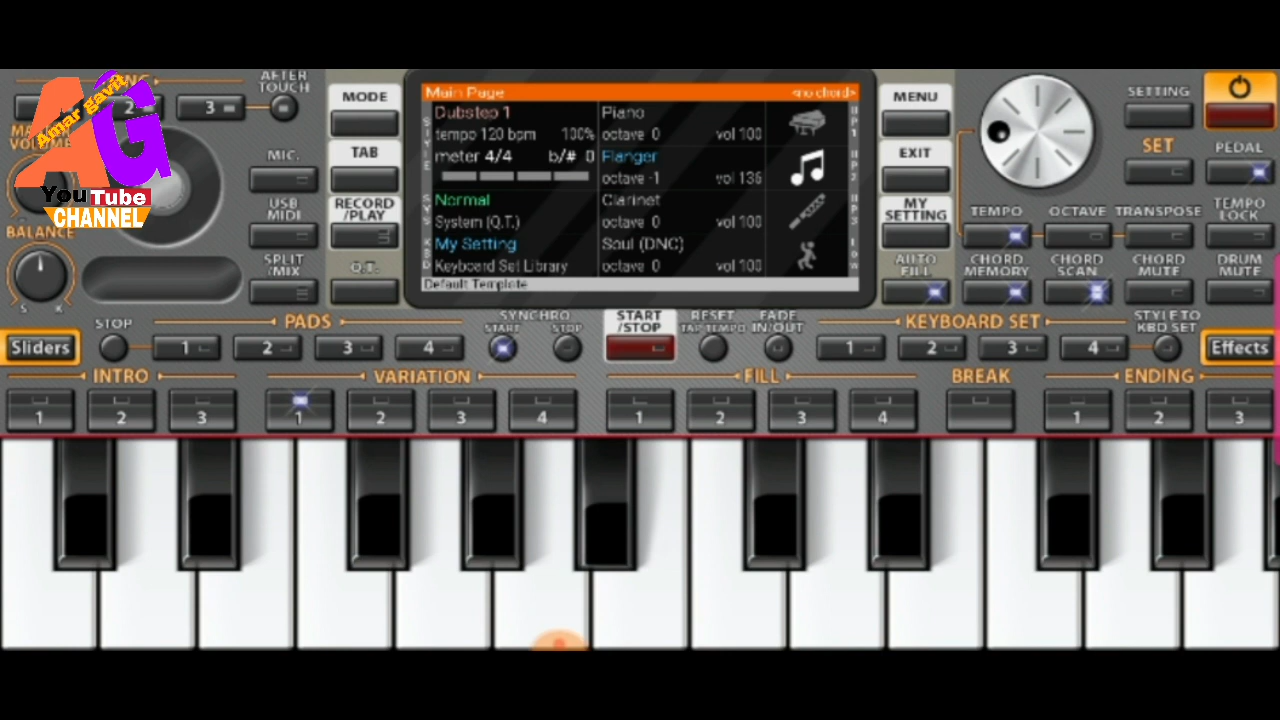 AG
Amar gavit
YouTube
CHANNEL
AFTER
TOUCH
2
3
VOLUME
BALANCE
S K
MIC.
USB
MIDI
SPLIT
/MIX
MODE
TAB
RECORD
/PLAY
Q.T.
Main Page <no chord>
Dubstep 1
tempo 120 bpm 100%
meter 4/4 b/# 0
Normal
System (Q.T.)
My Setting
Keyboard Set Library
Default Template
Piano
octave 0 vol 100
Flanger
octave -1 vol 136
Clarinet
octave 0 vol 100
Soul (DNC)
octave 0 vol 100
MENU
EXIT
MY
SETTING
AUTO
FILL
SETTING
SET
PEDAL
TEMPO
OCTAVE
TRANSPOSE
TEMPO
LOCK
CHORD
MEMORY
CHORD
SCAN
CHORD
MUTE
DRUM
MUTE
Sliders
STOP
PADS
1 2 3 4
SYNCHRO
START STOP
START
/STOP
RESET
TAP TEMPO
FADE
IN/OUT
KEYBOARD SET
1 2 3 4
STYLE TO
KBD SET
Effects
INTRO
1 2 3
VARIATION
1 2 3 4
FILL
1 2 3 4
BREAK
ENDING
1 2 3